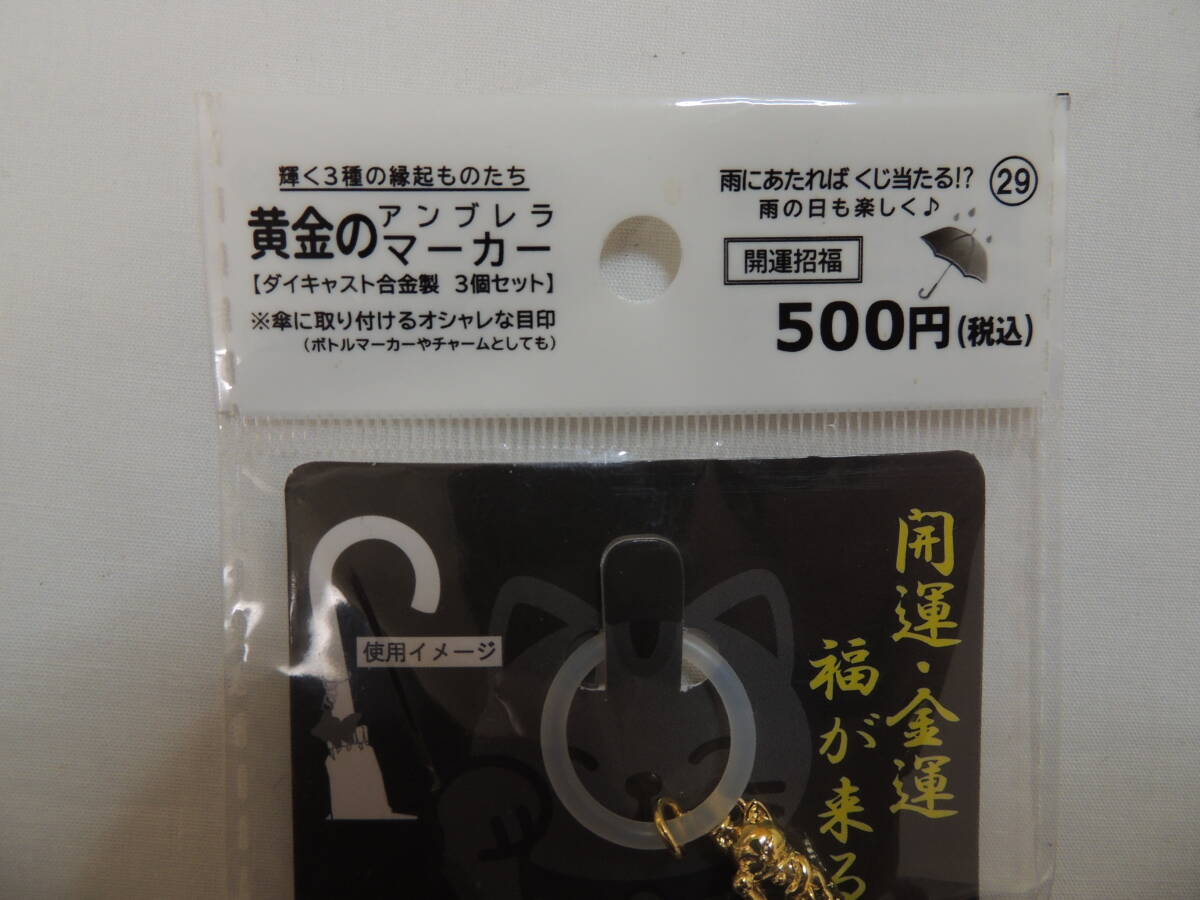 輝く3種の縁起ものたち
黄金のアンブレラマーカー
【ダイキャスト合金製 3個セット】
※傘に取り付けるオシャレな目印
（ボトルマーカーやチャームとしても）
雨にあたれば くじ当たる!?
雨の日も楽しく♪
29
開運招福
500円(税込)
使用イメージ
開運・金運
福が来る